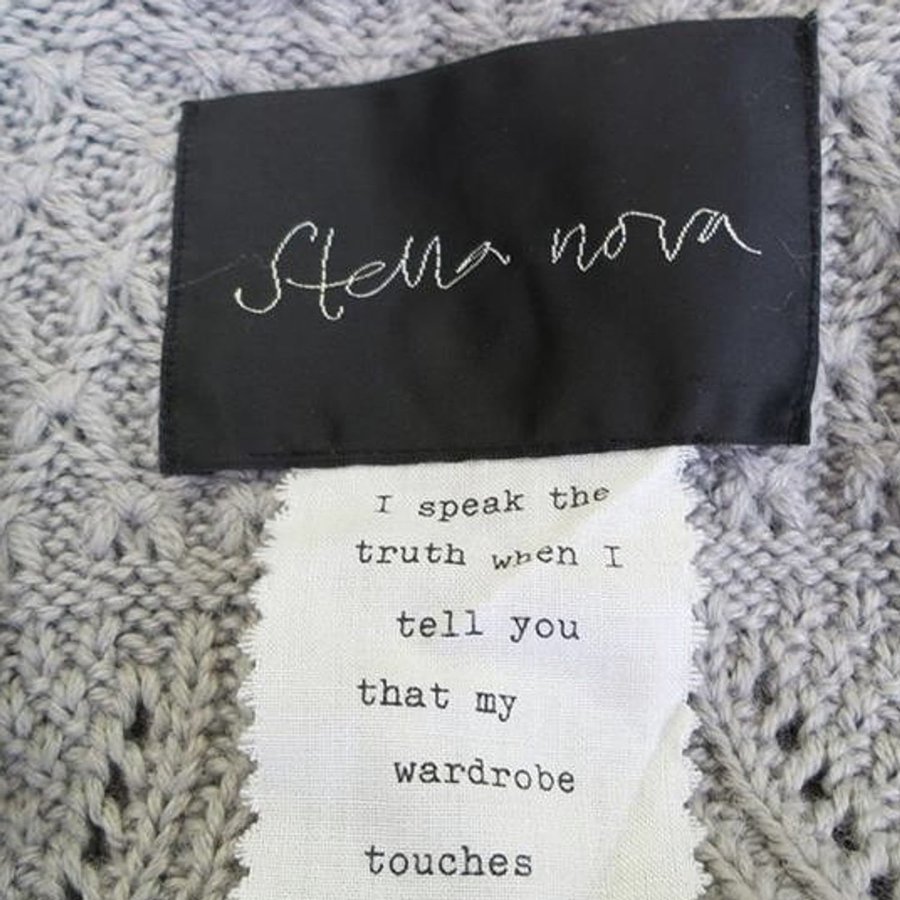 Stella nova
I speak the
truth when I
tell you
that my
wardrobe
touches